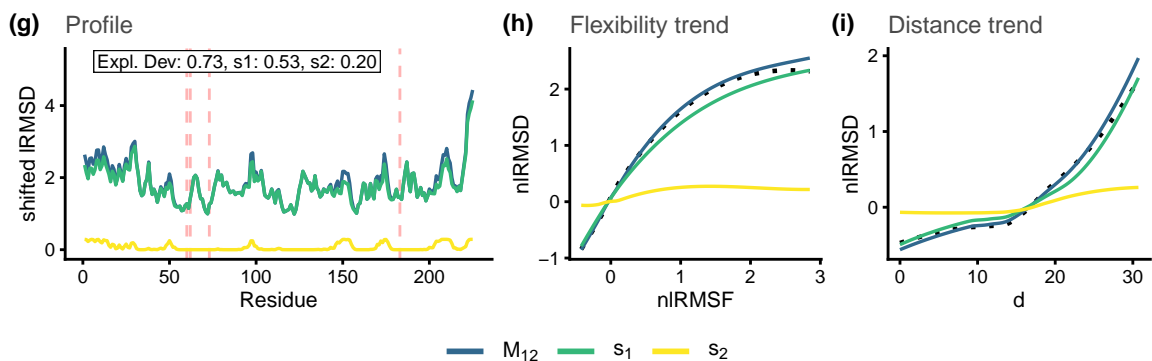 (g) Profile
Expl. Dev: 0.73, s1: 0.53, s2: 0.20
shifted lRMSD
4
2
0
0 50 100 150 200
Residue
(h) Flexibility trend
nlRMSD
2
1
0
−1
0 1 2 3
nlRMSF
(i) Distance trend
nlRMSD
2
1
0
0 10 20 30
d
M12 s1 s2